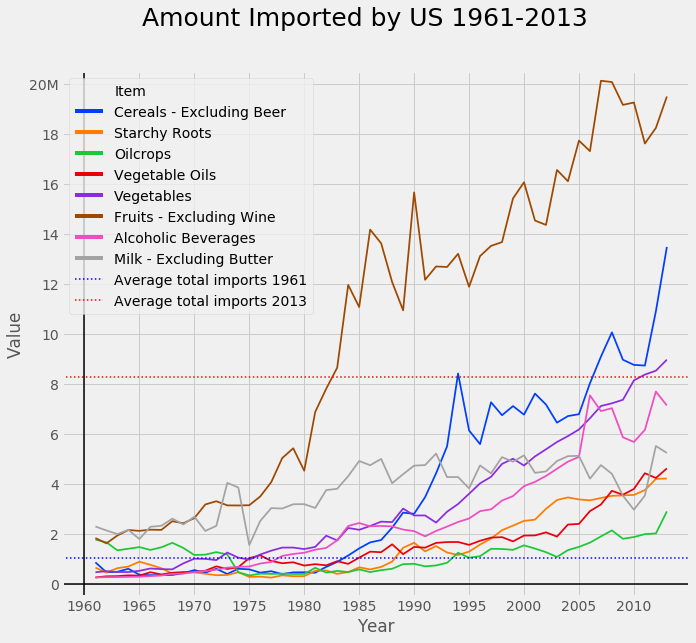 Amount Imported by US 1961-2013
20M
18
16
14
12
10
8
6
4
2
0
Value
Item
Cereals - Excluding Beer
Starchy Roots
Oilcrops
Vegetable Oils
Vegetables
Fruits - Excluding Wine
Alcoholic Beverages
Milk - Excluding Butter
Average total imports 1961
Average total imports 2013
1960 1965 1970 1975 1980 1985 1990 1995 2000 2005 2010
Year